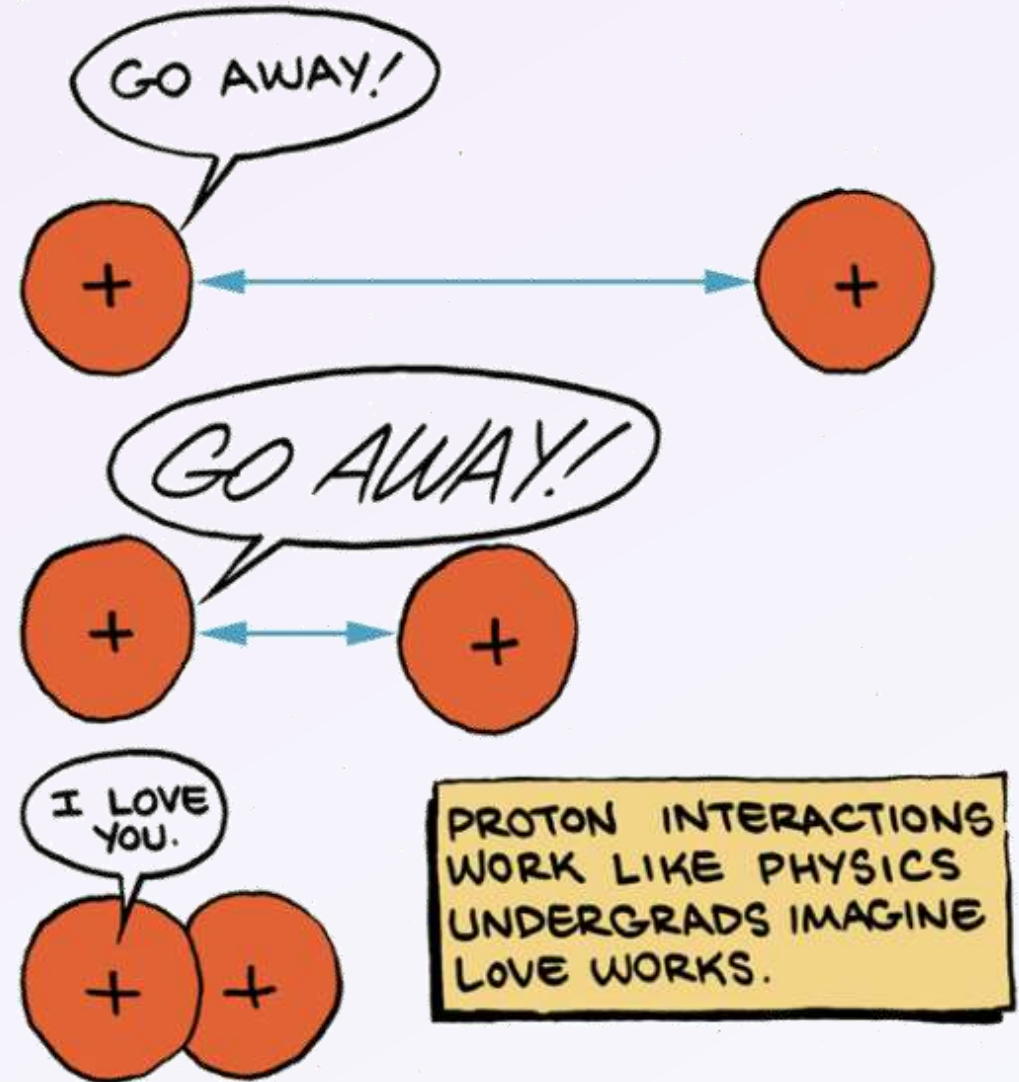 GO AWAY!
+
+
GO AWAY!
+
+
I LOVE
YOU.
+
+
PROTON INTERACTIONS
WORK LIKE PHYSICS
UNDERGRADS IMAGINE
LOVE WORKS.